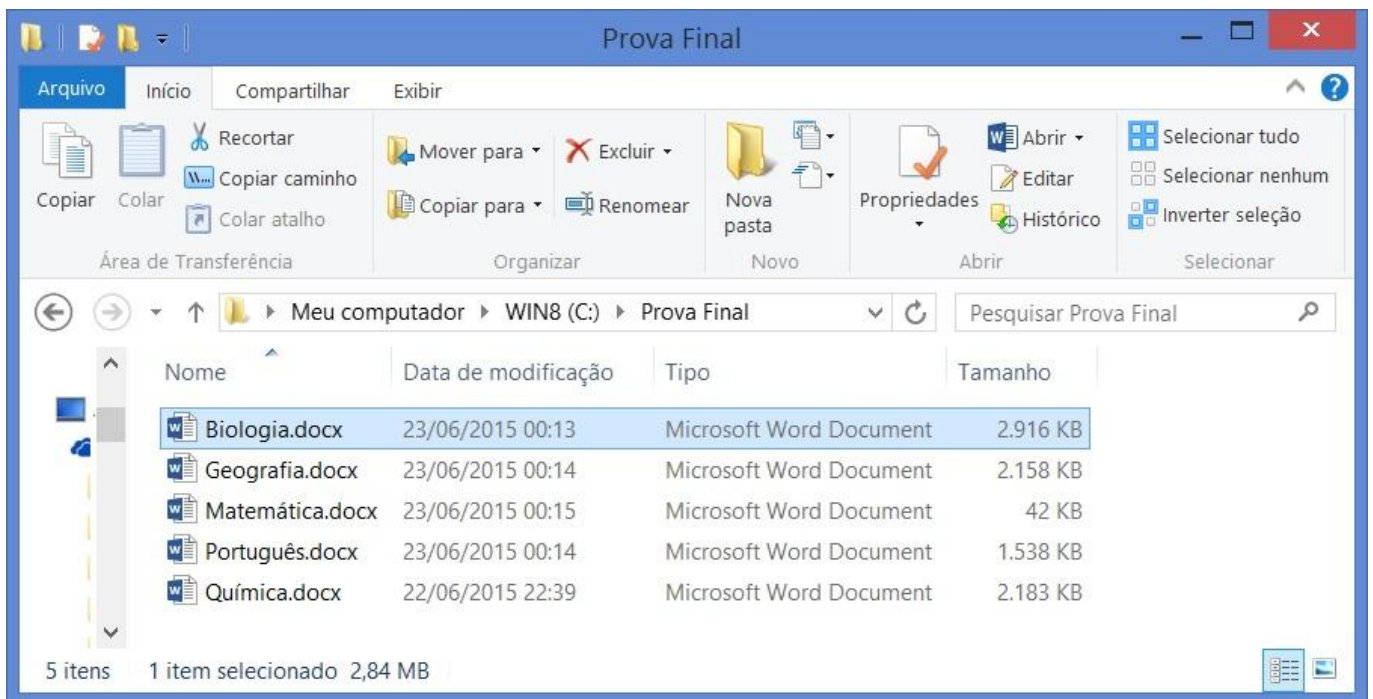 Prova Final
Arquivo Início Compartilhar Exibir
Copiar Colar Recortar Copiar caminho Colar atalho
Mover para Copiar para Excluir Renomear
Nova pasta
Propriedades Abrir Editar Histórico
Selecionar tudo Selecionar nenhum Inverter seleção
Área de Transferência Organizar Novo Abrir Selecionar
Meu computador WIN8 (C:) Prova Final Pesquisar Prova Final
Nome Data de modificação Tipo Tamanho
Biologia.docx 23/06/2015 00:13 Microsoft Word Document 2.916 KB
Geografia.docx 23/06/2015 00:14 Microsoft Word Document 2.158 KB
Matemática.docx 23/06/2015 00:15 Microsoft Word Document 42 KB
Português.docx 23/06/2015 00:14 Microsoft Word Document 1.538 KB
Química.docx 22/06/2015 22:39 Microsoft Word Document 2.183 KB
5 itens 1 item selecionado 2,84 MB